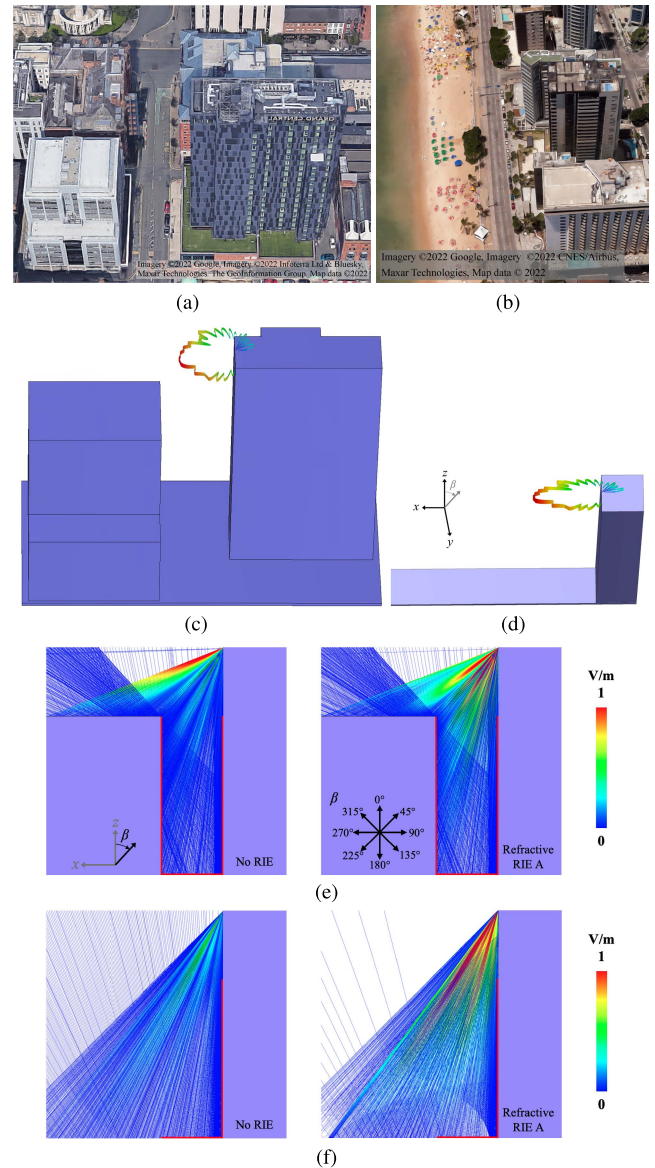 GRAND CENTRAL
Imagery ©2022 Google, Imagery, ©2022 Infoterra Ltd & Bluesky,
Maxar Technologies, The GeoInformation Group, Map data ©2022
Imagery ©2022 Google, Imagery ©2022 CNES/Airbus,
Maxar Technologies, Map data © 2022
(a)
(b)
z
β
x
y
(c)
(d)
V/m
1
0
z
β
x
No RIE
β
0°
315°
45°
270°
90°
225°
135°
180°
Refractive
RIE A
(e)
V/m
1
0
No RIE
Refractive
RIE A
(f)